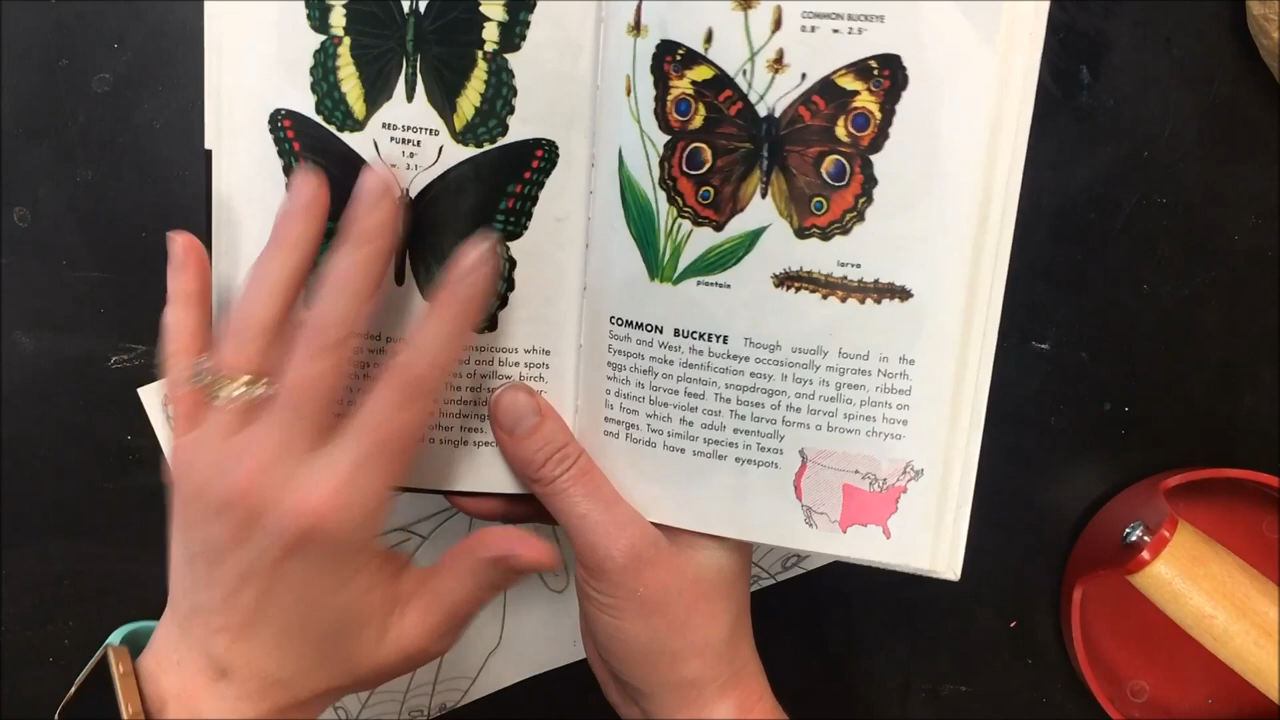 RED-SPOTTED
PURPLE
1.0"
w. 3.1"
conspicuous white
and blue spots
of willow, birch,
The
hindwings
other trees.
a single
COMMON BUCKEYE
0.8" w. 2.5"
plantain
larva
COMMON BUCKEYE Though usually found in the
South and West, the buckeye occasionally migrates North.
Eyespots make identification easy. It lays its green, ribbed
eggs chiefly on plantain, snapdragon, and ruellia, plants on
which its larvae feed. The bases of the larval spines have
a distinct blue-violet cast. The larva forms a brown chrysa-
lis from which the adult eventually
emerges. Two similar species in Texas
and Florida have smaller eyespots.